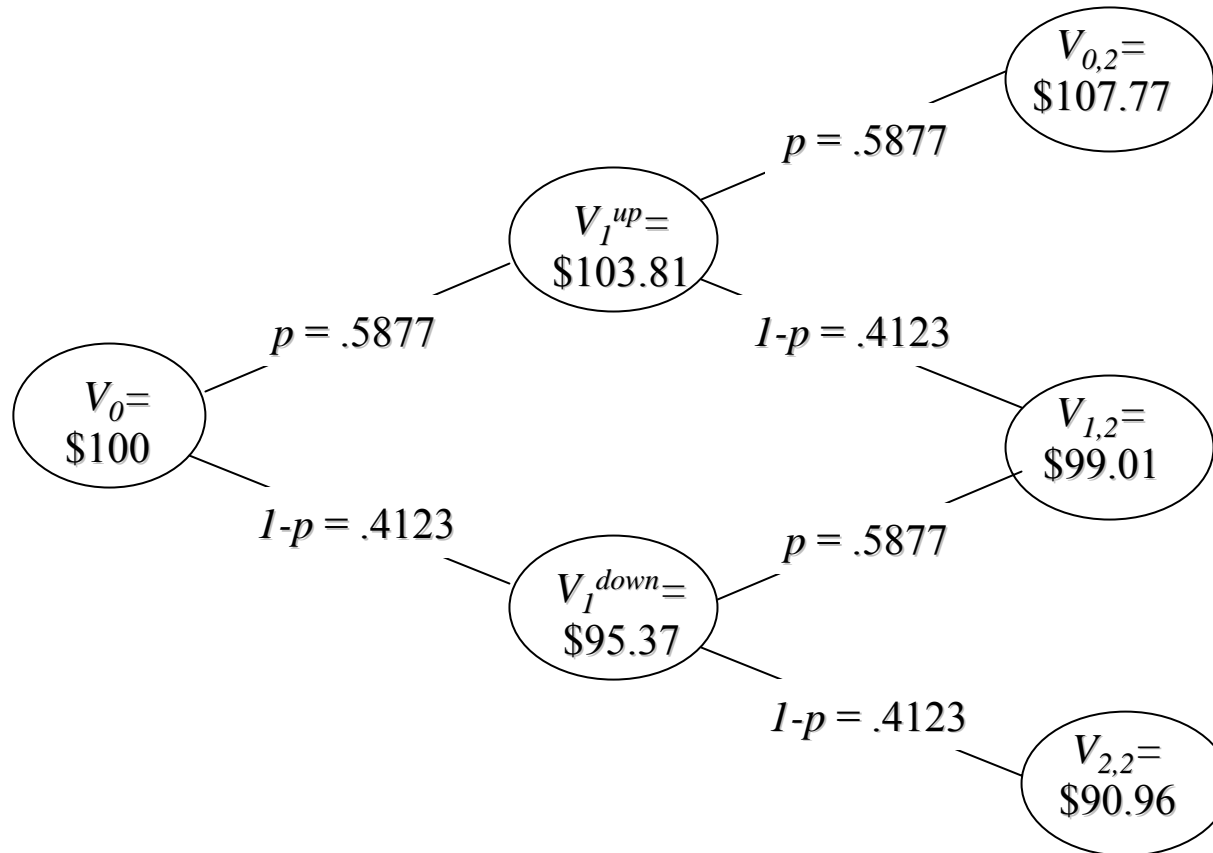 V₀,₂=
$107.77
p = .5877
V₁ᵘᵖ=
$103.81
p = .5877
1-p = .4123
V₀=
$100
V₁,₂=
$99.01
1-p = .4123
p = .5877
V₁ᵈᵒʷⁿ=
$95.37
1-p = .4123
V₂,₂=
$90.96